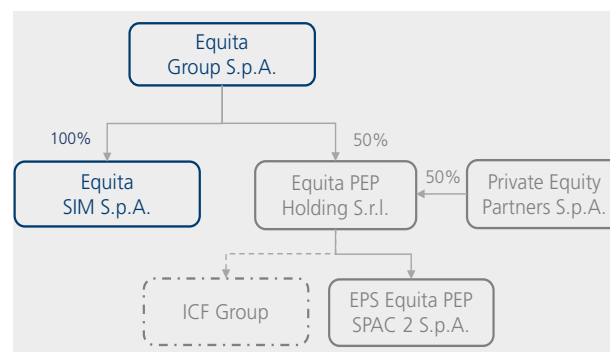 Equita
Group S.p.A.
100%
50%
Equita
SIM S.p.A.
Equita PEP
Holding S.r.l.
50%
Private Equity
Partners S.p.A.
ICF Group
EPS Equita PEP
SPAC 2 S.p.A.